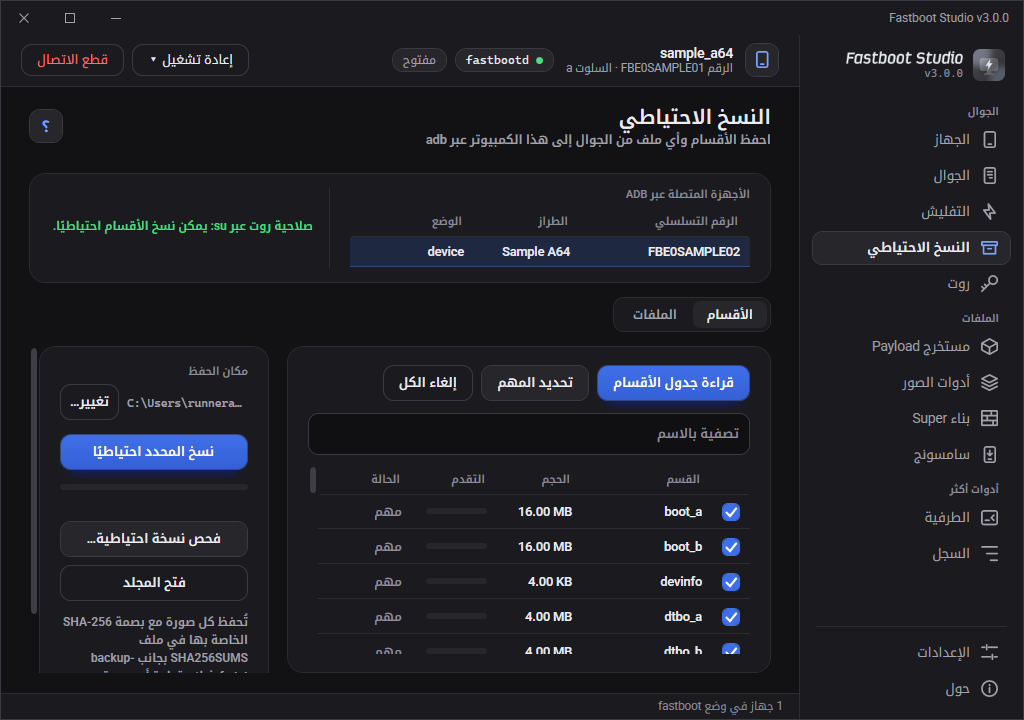 Fastboot Studio v3.0.0
Fastboot Studio
v3.0.0
الجوال
الجهاز
الجوال
التفليش
النسخ الاحتياطي
روت
الملفات
مستخرج Payload
أدوات الصور
بناء Super
سامسونج
أدوات أكثر
الطرفية
السجل
الإعدادات
حول
sample_a64
الرقم FBE0SAMPLE01 · السلوت a
fastbootd
مفتوح
إعادة تشغيل
قطع الاتصال
النسخ الاحتياطي
احفظ الأقسام وأي ملف من الجوال إلى هذا الكمبيوتر عبر adb
؟
الأجهزة المتصلة عبر ADB
الرقم التسلسلي الطراز الوضع
FBE0SAMPLE02 Sample A64 device
صلاحية روت عبر su: يمكن نسخ الأقسام احتياطيًا.
الأقسام الملفات
قراءة جدول الأقسام
تحديد المهم
إلغاء الكل
تصفية بالاسم
القسم الحجم التقدم الحالة
boot_a 16.00 MB مهم
boot_b 16.00 MB مهم
devinfo 4.00 KB مهم
dtbo_a 4.00 MB مهم
dtbo_b 4.00 MB مهم
مكان الحفظ
C:\Users\runnera...
تغيير...
نسخ المحدد احتياطيًا
فحص نسخة احتياطية...
فتح المجلد
تُحفظ كل صورة مع بصمة SHA-256
الخاصة بها في ملف
SHA256SUMS بجانب backup-
1 جهاز في وضع fastboot